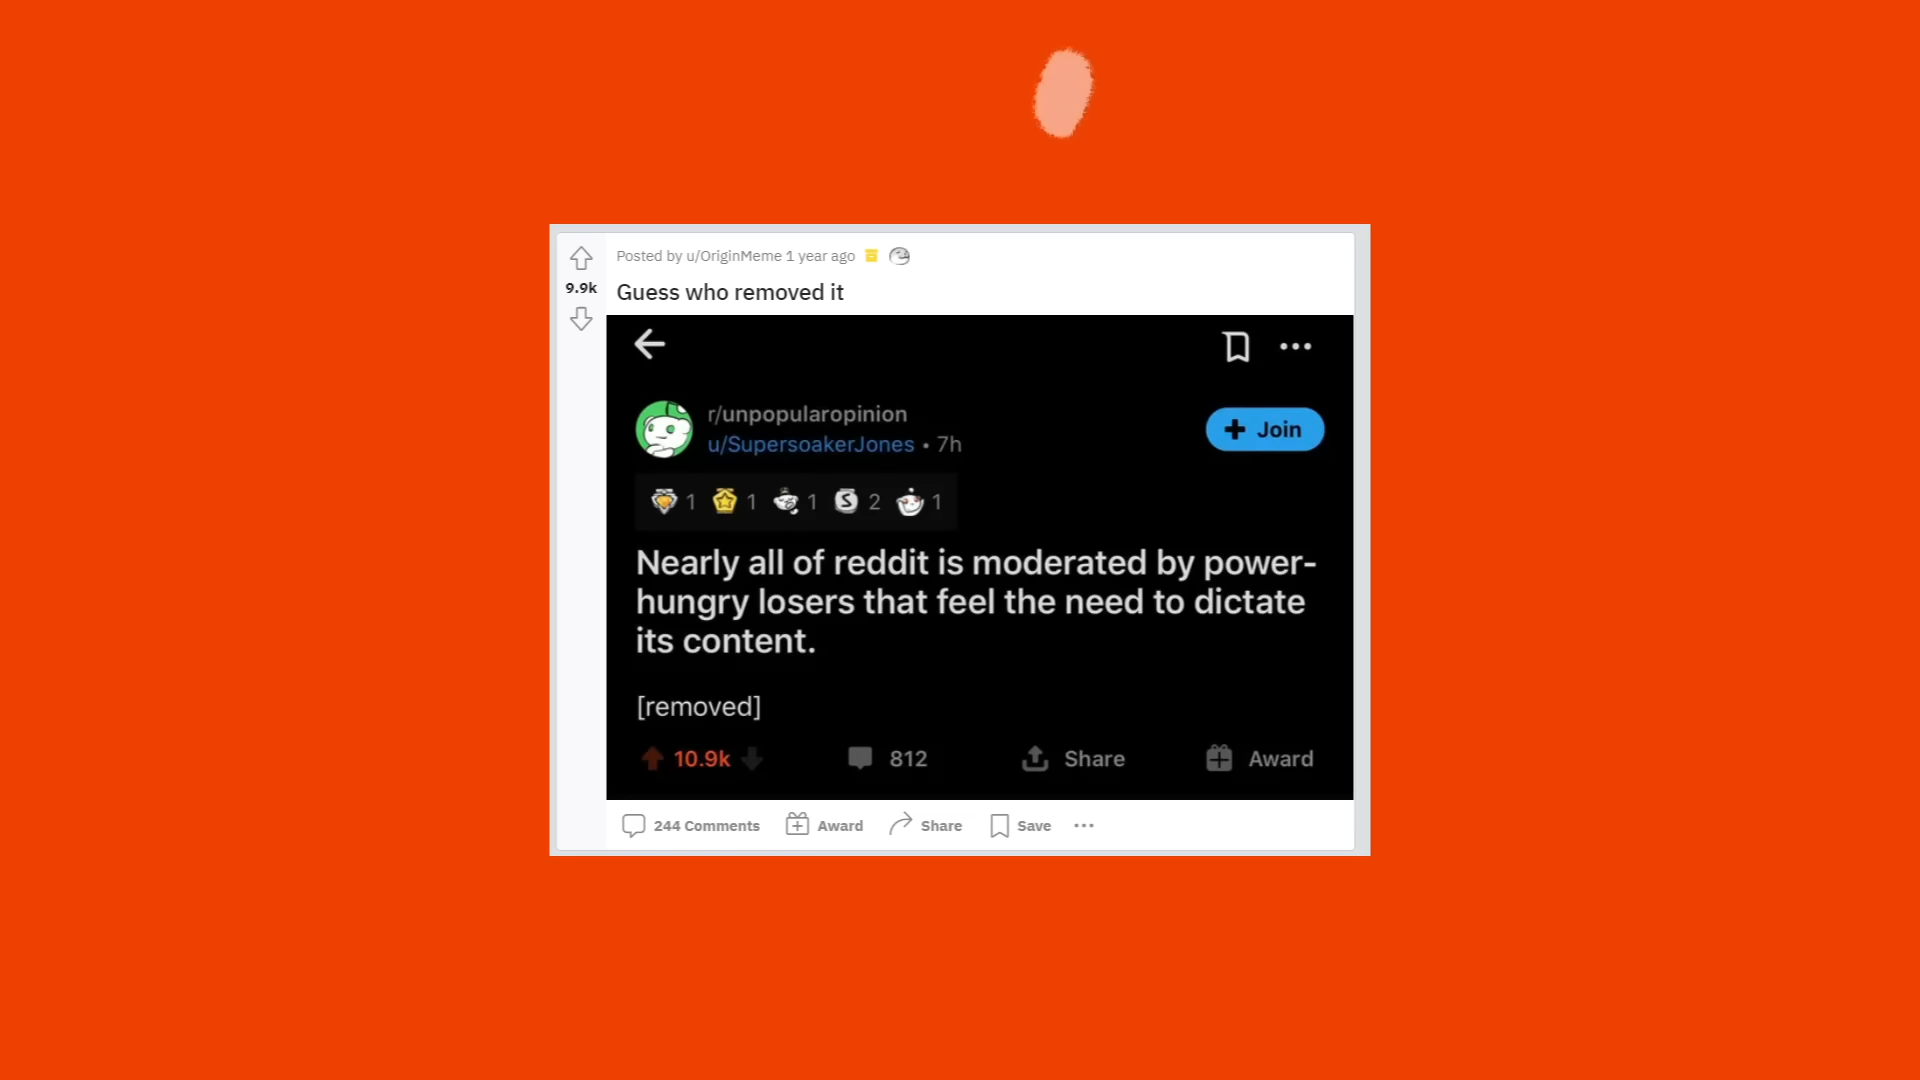 Posted by u/OriginMeme 1 year ago
9.9k
Guess who removed it
r/unpopularopinion
u/SupersoakerJones • 7h
Join
1 1 1 2 1
Nearly all of reddit is moderated by power-
hungry losers that feel the need to dictate
its content.
[removed]
10.9k 812 Share Award
244 Comments Award Share Save